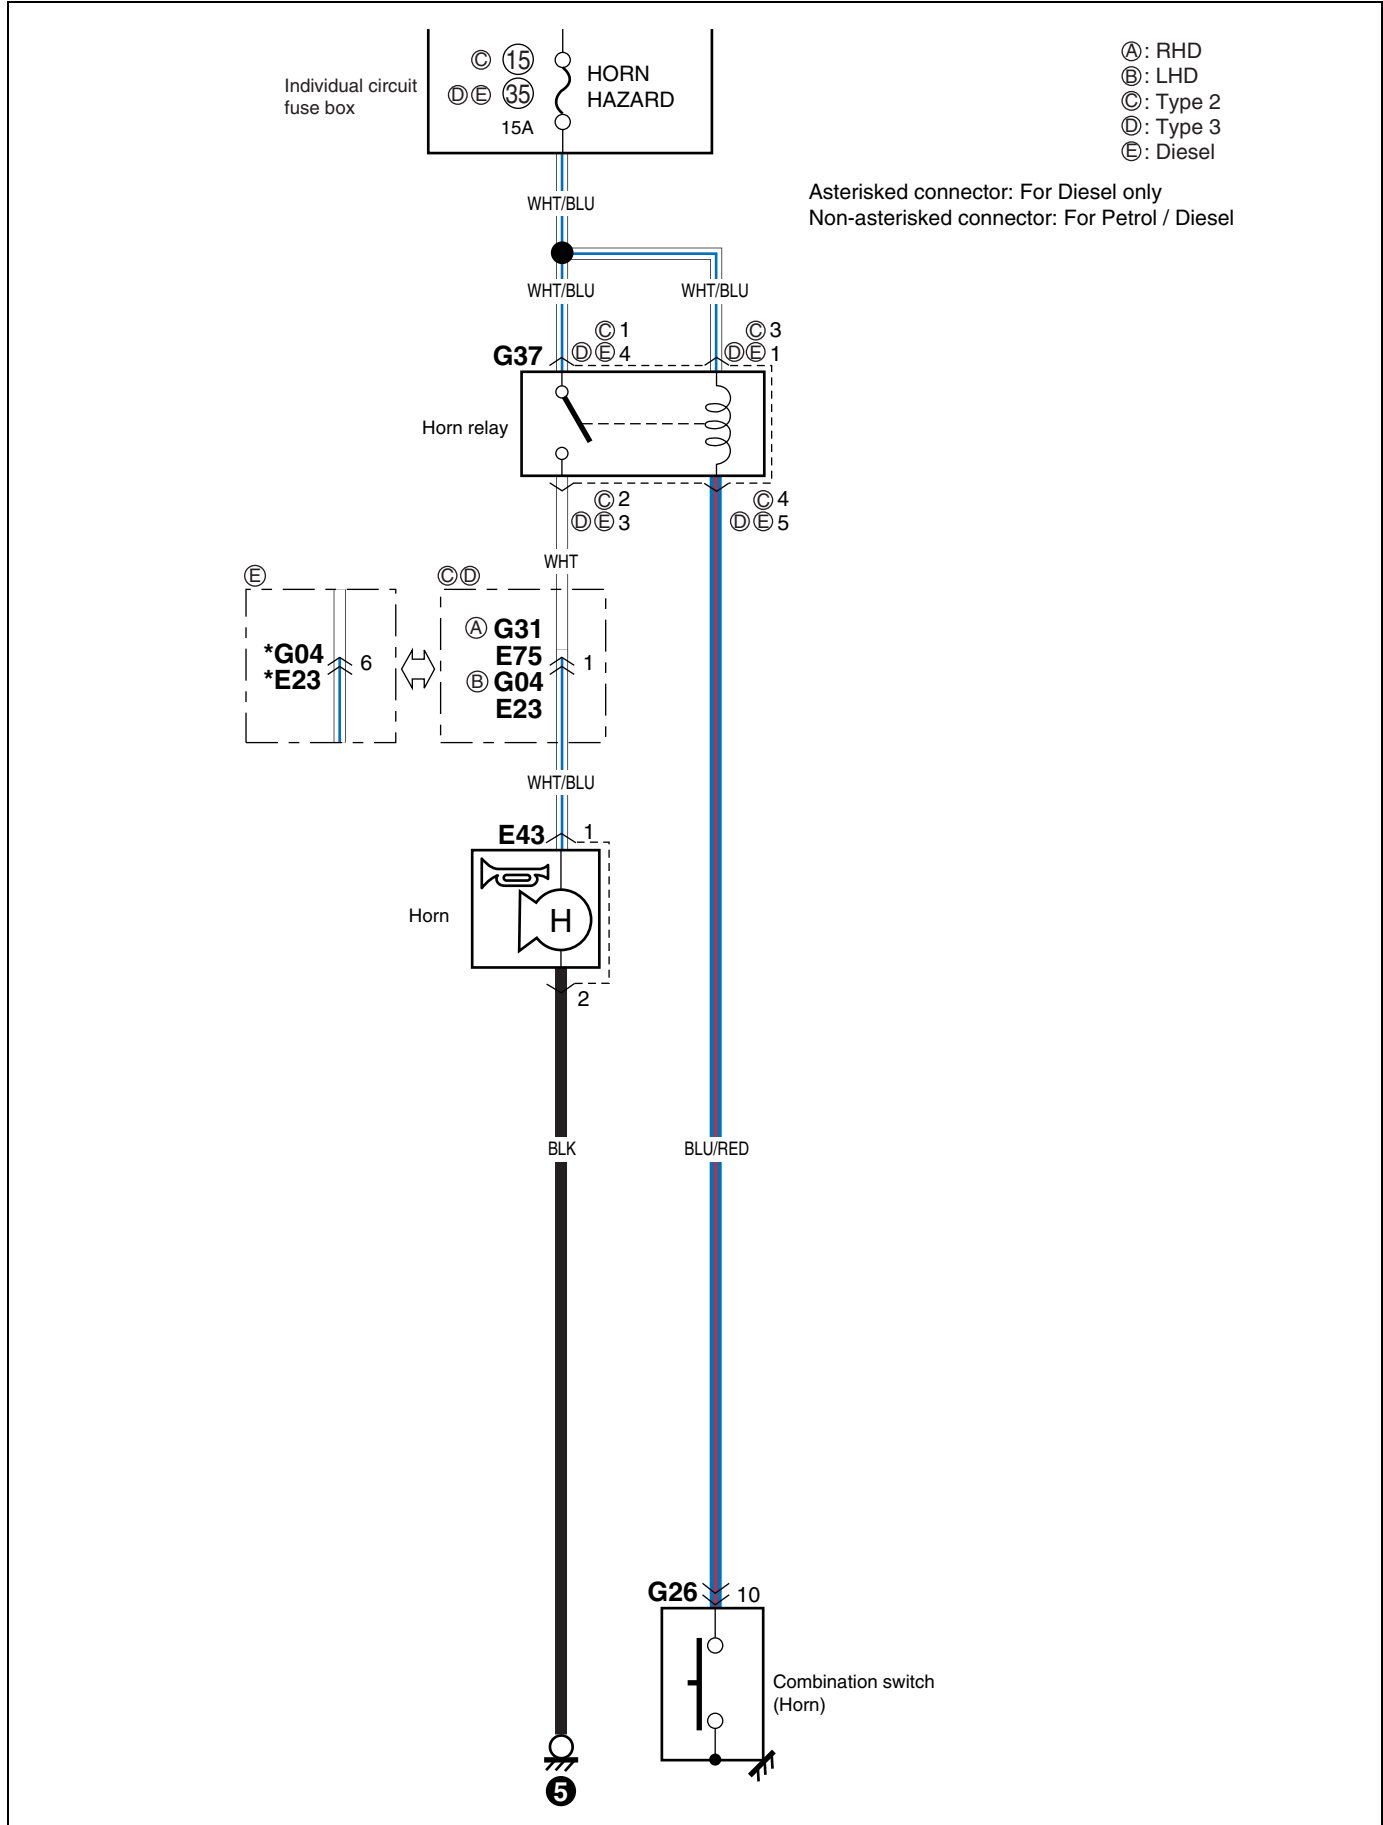 Individual circuit
fuse box
Ⓒ ⑮
ⒹⒺ ㉟
15A
HORN
HAZARD
Ⓐ: RHD
Ⓑ: LHD
Ⓒ: Type 2
Ⓓ: Type 3
Ⓔ: Diesel
Asterisked connector: For Diesel only
Non-asterisked connector: For Petrol / Diesel
WHT/BLU
WHT/BLU
WHT/BLU
G37
Ⓒ 1
ⒹⒺ 4
Ⓒ 3
ⒹⒺ 1
Horn relay
Ⓒ 2
ⒹⒺ 3
Ⓒ 4
ⒹⒺ 5
WHT
Ⓔ
*G04
*E23
6
ⒸⒹ
Ⓐ G31
E75
Ⓑ G04
E23
1
WHT/BLU
E43
1
Horn
H
2
BLK
BLU/RED
G26
10
Combination switch
(Horn)
❺